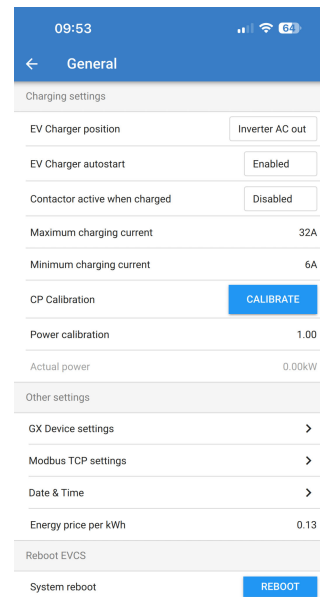 09:53
64
General
Charging settings
EV Charger position Inverter AC out
EV Charger autostart Enabled
Contactor active when charged Disabled
Maximum charging current 32A
Minimum charging current 6A
CP Calibration CALIBRATE
Power calibration 1.00
Actual power 0.00kW
Other settings
GX Device settings
Modbus TCP settings
Date & Time
Energy price per kWh 0.13
Reboot EVCS
System reboot REBOOT